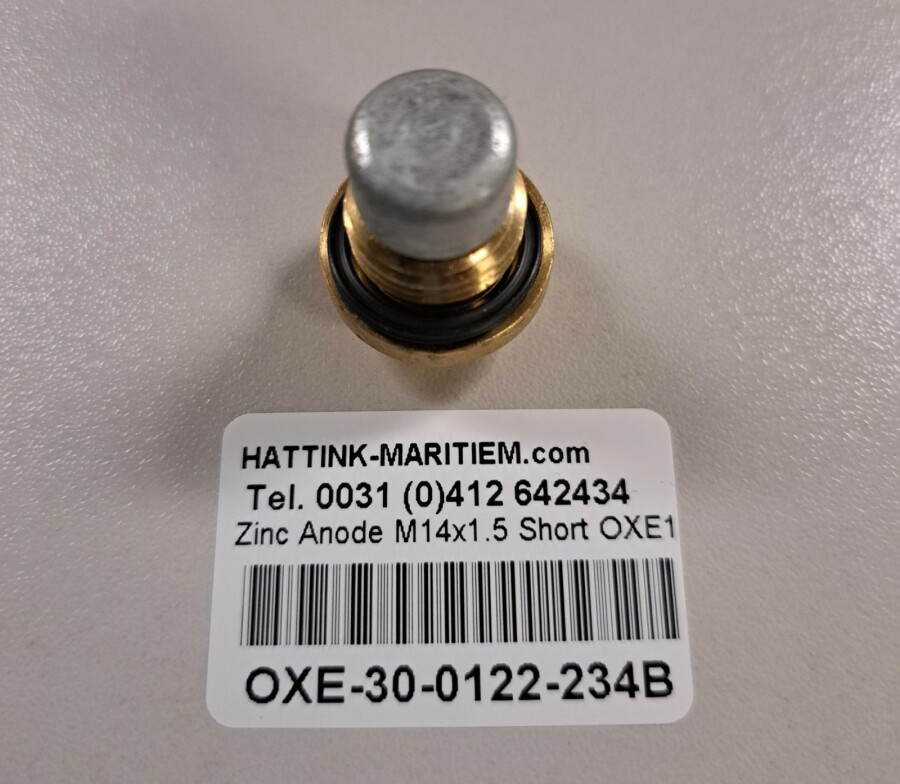 HATTINK-MARITIEM.com
Tel. 0031 (0)412 642434
Zinc Anode M14x1.5 Short OXE1
OXE-30-0122-234B